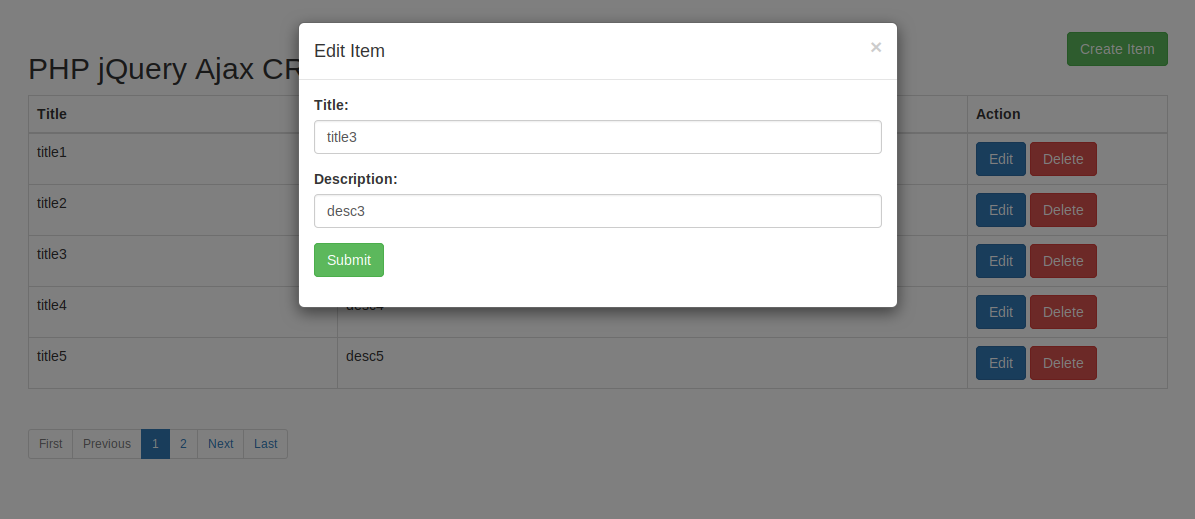 Edit Item ×
Create Item
PHP jQuery Ajax CR
Title:
title3
Description:
desc3
Submit
Title Action
title1 Edit Delete
title2 Edit Delete
title3 Edit Delete
title4 desc4 Edit Delete
title5 desc5 Edit Delete
First Previous 1 2 Next Last